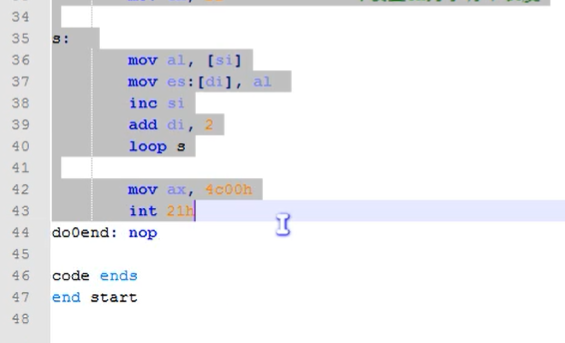 34
35 s:
36 mov al, [si]
37 mov es:[di], al
38 inc si
39 add di, 2
40 loop s
41
42 mov ax, 4c00h
43 int 21h
44 do0end: nop
45
46 code ends
47 end start
48